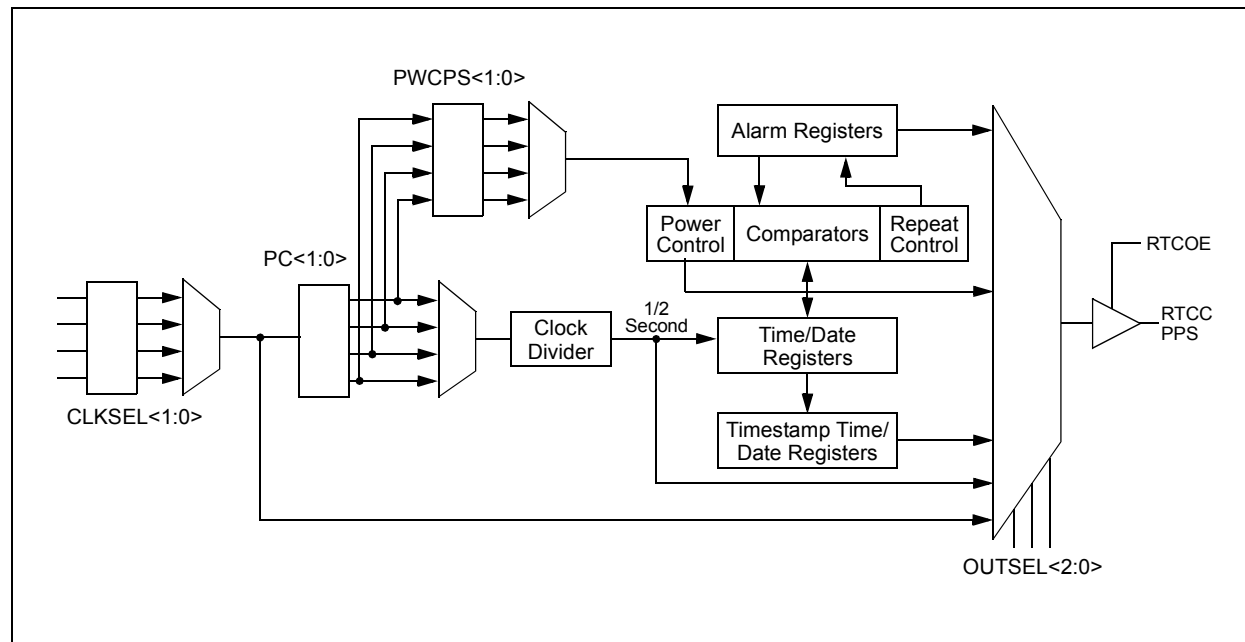 PWCPS<1:0>
Alarm Registers
Power
Control
Comparators
Repeat
Control
RTCOE
PC<1:0>
1/2
Second
Clock
Divider
Time/Date
Registers
RTCC
PPS
CLKSEL<1:0>
Timestamp Time/
Date Registers
OUTSEL<2:0>